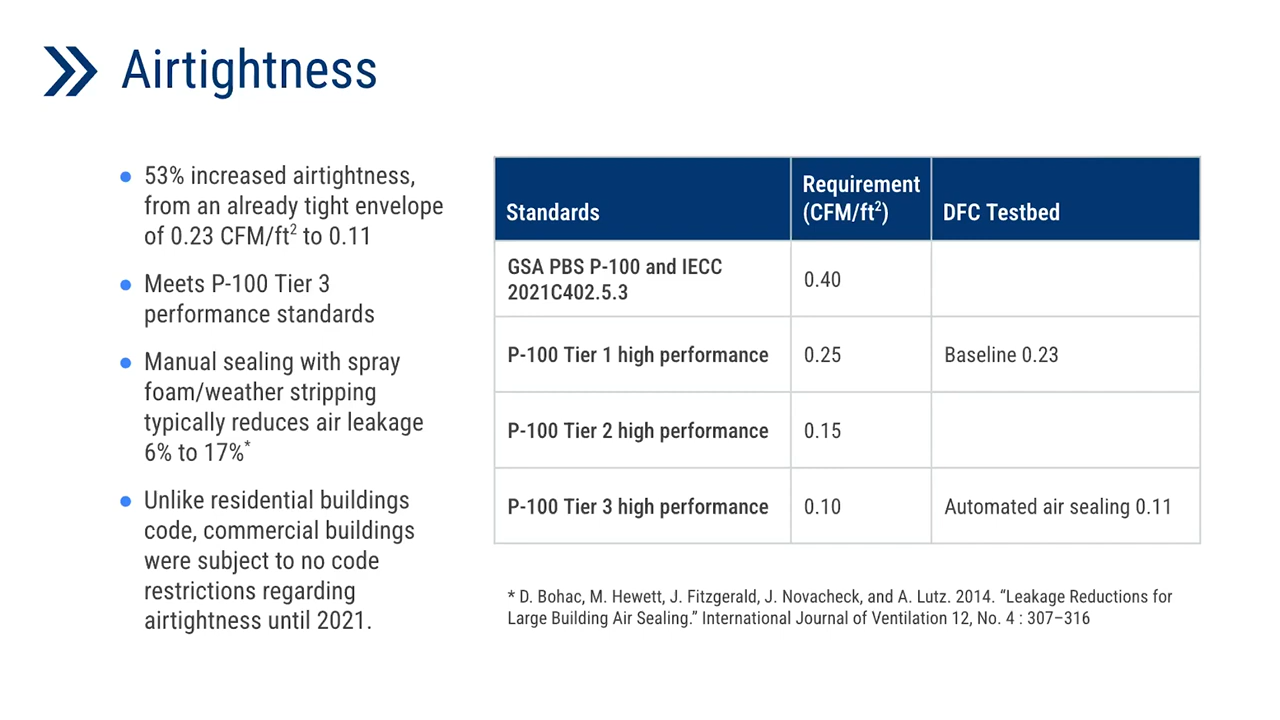 Airtightness
53% increased airtightness,
from an already tight envelope
of 0.23 CFM/ft² to 0.11
Meets P-100 Tier 3
performance standards
Manual sealing with spray
foam/weather stripping
typically reduces air leakage
6% to 17%*
Unlike residential buildings
code, commercial buildings
were subject to no code
restrictions regarding
airtightness until 2021.
Standards
Requirement
(CFM/ft²)
DFC Testbed
GSA PBS P-100 and IECC
2021C402.5.3
0.40
P-100 Tier 1 high performance
0.25
Baseline 0.23
P-100 Tier 2 high performance
0.15
P-100 Tier 3 high performance
0.10
Automated air sealing 0.11
* D. Bohac, M. Hewett, J. Fitzgerald, J. Novacheck, and A. Lutz. 2014. “Leakage Reductions for
Large Building Air Sealing.” International Journal of Ventilation 12, No. 4 : 307–316